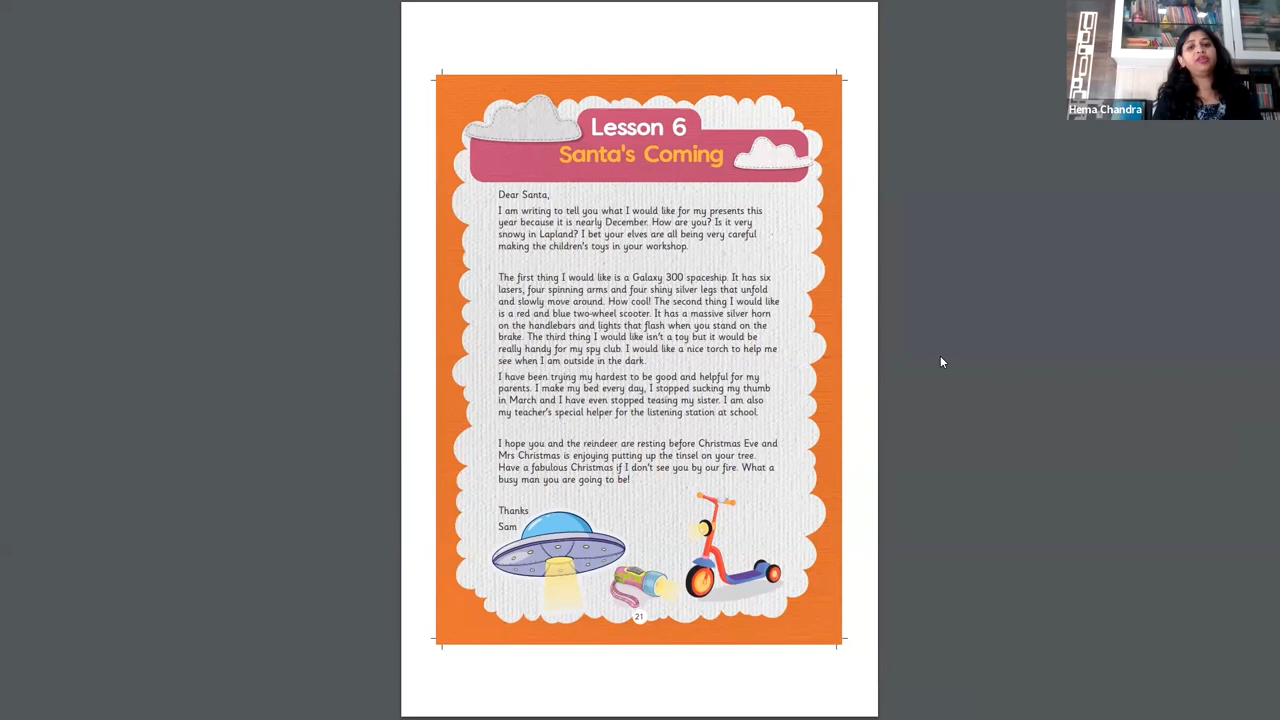 Hema Chandra
Lesson 6
Santa's Coming
Dear Santa,
I am writing to tell you what I would like for my presents this
year because it is nearly December. How are you? Is it very
snowy in Lapland? I bet your elves are all being very careful
making the children's toys in your workshop.
The first thing I would like is a Galaxy 300 spaceship. It has six
lasers, four spinning arms and four shiny silver legs that unfold
and slowly move around. How cool! The second thing I would like
is a red and blue two-wheel scooter. It has a massive silver horn
on the handlebars and lights that flash when you stand on the
brake. The third thing I would like isn't a toy but it would be
really handy for my spy club. I would like a nice torch to help me
see when I am outside in the dark.
I have been trying my hardest to be good and helpful for my
parents. I make my bed every day, I stopped sucking my thumb
in March and I have even stopped teasing my sister. I am also
my teacher's special helper for the listening station at school.
I hope you and the reindeer are resting before Christmas Eve and
Mrs Christmas is enjoying putting up the tinsel on your tree.
Have a fabulous Christmas if I don't see you by our fire. What a
busy man you are going to be!
Thanks
Sam
21